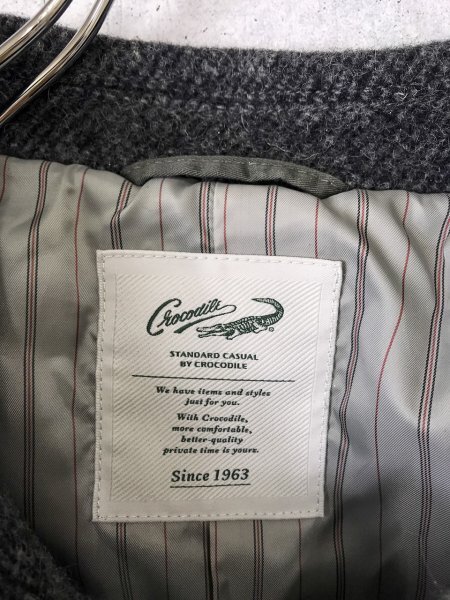 Crocodile
STANDARD CASUAL
BY CROCODILE
We have items and styles
just for you.
With Crocodile,
more comfortable,
better-quality
private time is yours.
Since 1963